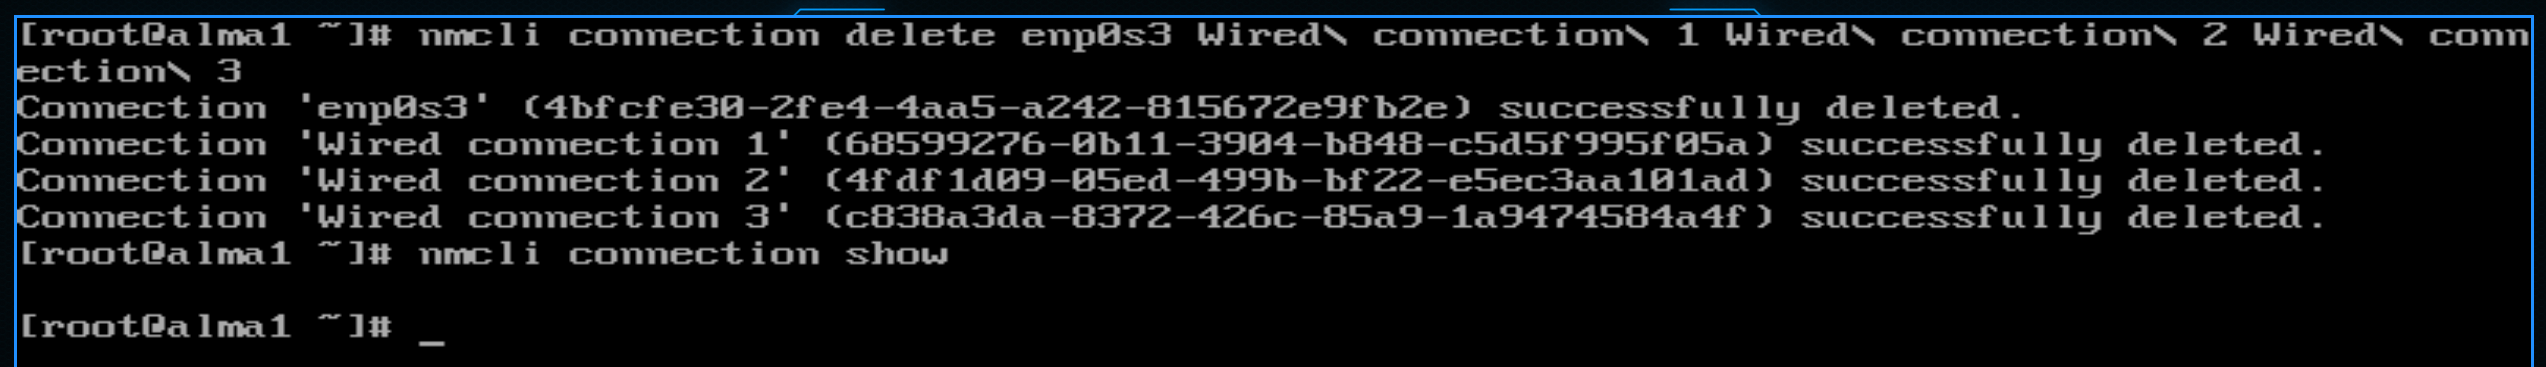 [root@alma1 ~]# nmcli connection delete enp0s3 Wired\ connection\ 1 Wired\ connection\ 2 Wired\ conn
ection\ 3
Connection 'enp0s3' (4bfcfe30-2fe4-4aa5-a242-815672e9fb2e) successfully deleted.
Connection 'Wired connection 1' (68599276-0b11-3904-b848-c5d5f995f05a) successfully deleted.
Connection 'Wired connection 2' (4fdf1d09-05ed-499b-bf22-e5ec3aa101ad) successfully deleted.
Connection 'Wired connection 3' (c838a3da-8372-426c-85a9-1a9474584a4f) successfully deleted.
[root@alma1 ~]# nmcli connection show
[root@alma1 ~]# _